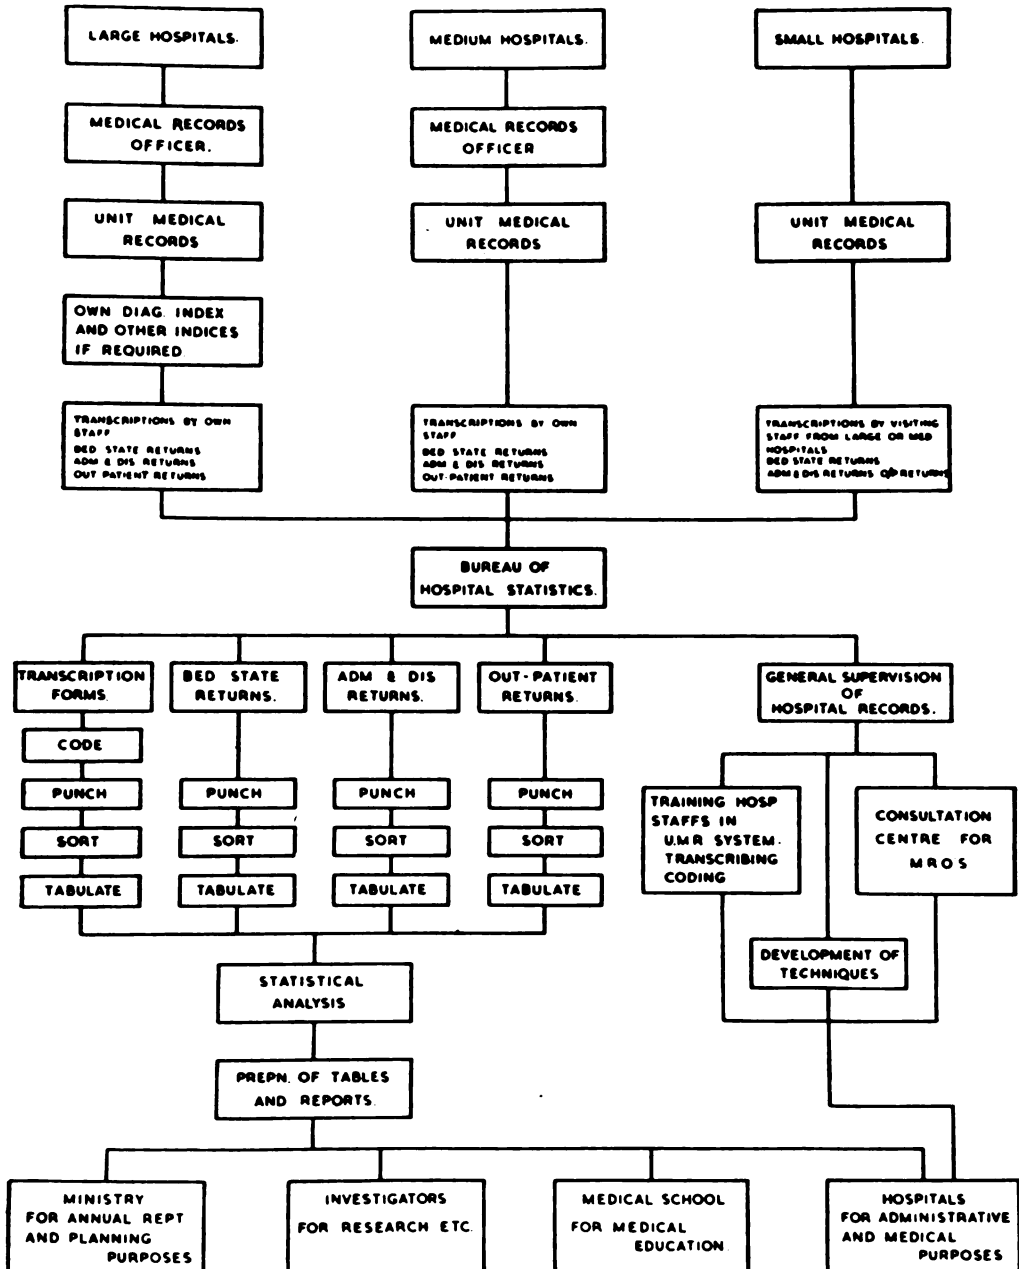 LARGE HOSPITALS.
MEDIUM HOSPITALS.
SMALL HOSPITALS.
MEDICAL RECORDS
OFFICER.
MEDICAL RECORDS
OFFICER
UNIT MEDICAL
RECORDS
UNIT MEDICAL
RECORDS
UNIT MEDICAL
RECORDS
OWN DIAG. INDEX
AND OTHER INDICES
IF REQUIRED.
TRANSCRIPTIONS BY OWN
STAFF
BED STATE RETURNS
ADM & DIS RETURNS
OUT PATIENT RETURNS
TRANSCRIPTIONS BY OWN
STAFF
BED STATE RETURNS
ADM & DIS RETURNS
OUT-PATIENT RETURNS
TRANSCRIPTIONS BY VISITING
STAFF FROM LARGE OR MED
HOSPITALS
BED STATE RETURNS
ADM & DIS RETURNS O/P RETURNS
BUREAU OF
HOSPITAL STATISTICS.
TRANSCRIPTION
FORMS.
BED STATE
RETURNS.
ADM & DIS
RETURNS.
OUT-PATIENT
RETURNS.
GENERAL SUPERVISION
OF
HOSPITAL RECORDS.
CODE
PUNCH
PUNCH
PUNCH
PUNCH
SORT
SORT
SORT
SORT
TABULATE
TABULATE
TABULATE
TABULATE
TRAINING HOSP
STAFFS IN
U.M.R SYSTEM.
TRANSCRIBING
CODING
CONSULTATION
CENTRE FOR
MROS
DEVELOPMENT OF
TECHNIQUES
STATISTICAL
ANALYSIS
PREPN. OF TABLES
AND REPORTS.
MINISTRY
FOR ANNUAL REPT
AND PLANNING
PURPOSES
INVESTIGATORS
FOR RESEARCH ETC.
MEDICAL SCHOOL
FOR MEDICAL
EDUCATION.
HOSPITALS
FOR ADMINISTRATIVE
AND MEDICAL
PURPOSES